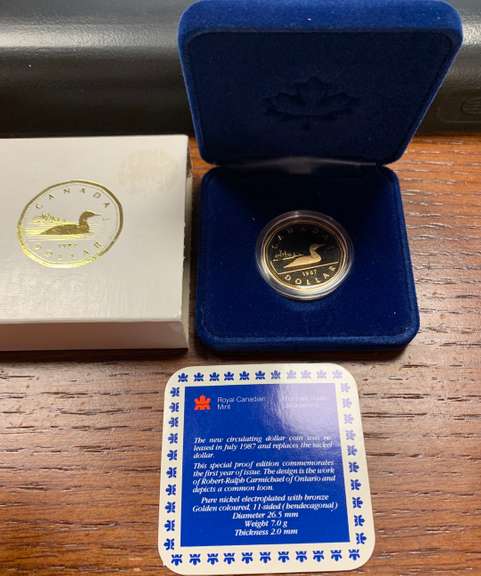 CANADA
1987
DOLLAR
CANADA
1987
DOLLAR
Royal Canadian
Mint
The new circulating dollar coin was re-
leased in July 1987 and replaces the nickel
dollar.
This special proof edition commemorates
the first year of issue. The design is the work
of Robert-Ralph Carmichael of Ontario and
depicts a common loon.
Pure nickel electroplated with bronze
Golden coloured, 11-sided (hendecagonal)
Diameter 26.5 mm
Weight 7.0 g
Thickness 2.0 mm